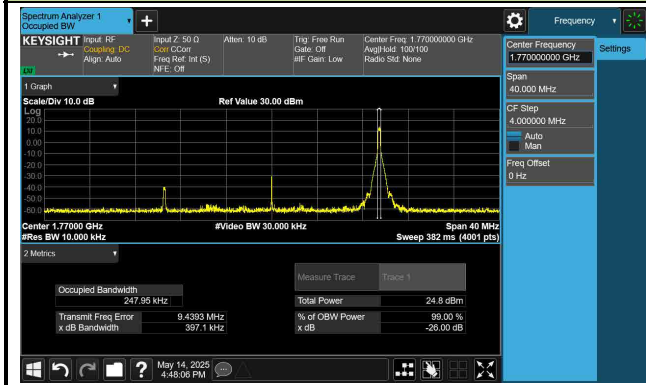 Spectrum Analyzer 1
Occupied BW
+
Frequency
KEYSIGHT
Input: RF
Coupling: DC
Align: Auto
Input Z: 50 Ω
Corr CCorr
Freq Ref: Int (S)
NFE: Off
Atten: 10 dB
Trig: Free Run
Gate: Off
#IF Gain: Low
Center Freq: 1.770000000 GHz
Avg|Hold: 100/100
Radio Std: None
Center Frequency
1.770000000 GHz
Settings
Span
40.000 MHz
CF Step
4.000000 MHz
Auto
Man
Freq Offset
0 Hz
LW
1 Graph
Scale/Div 10.0 dB
Ref Value 30.00 dBm
Log
20.0
10.0
0.00
-10.0
-20.0
-30.0
-40.0
-50.0
-60.0
Center 1.77000 GHz
#Video BW 30.000 kHz
Span 40 MHz
#Res BW 10.000 kHz
Sweep 382 ms (4001 pts)
2 Metrics
Measure Trace
Trace 1
Occupied Bandwidth
247.95 kHz
Total Power
24.8 dBm
Transmit Freq Error
9.4393 MHz
% of OBW Power
99.00 %
x dB Bandwidth
397.1 kHz
x dB
-26.00 dB
?
May 14, 2025
4:48:06 PM